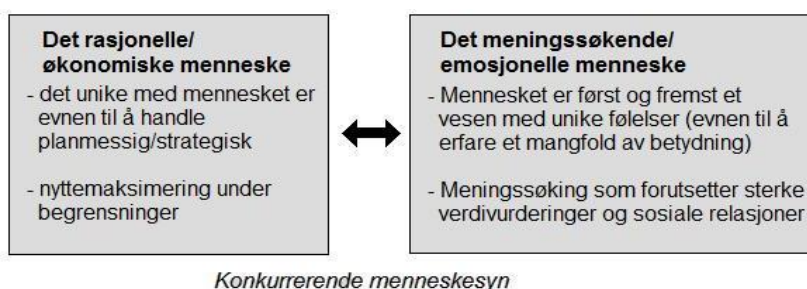 Det rasjonelle/
økonomiske menneske
- det unike med mennesket er
evnen til å handle
planmessig/strategisk
- nyttemaksimering under
begrensninger
Det meningssøkende/
emosjonelle menneske
- Mennesket er først og fremst et
vesen med unike følelser (evnen til å
erfare et mangfold av betydning)
- Meningssøking som forutsetter sterke
verdivurderinger og sosiale relasjoner
Konkurrerende menneskesyn